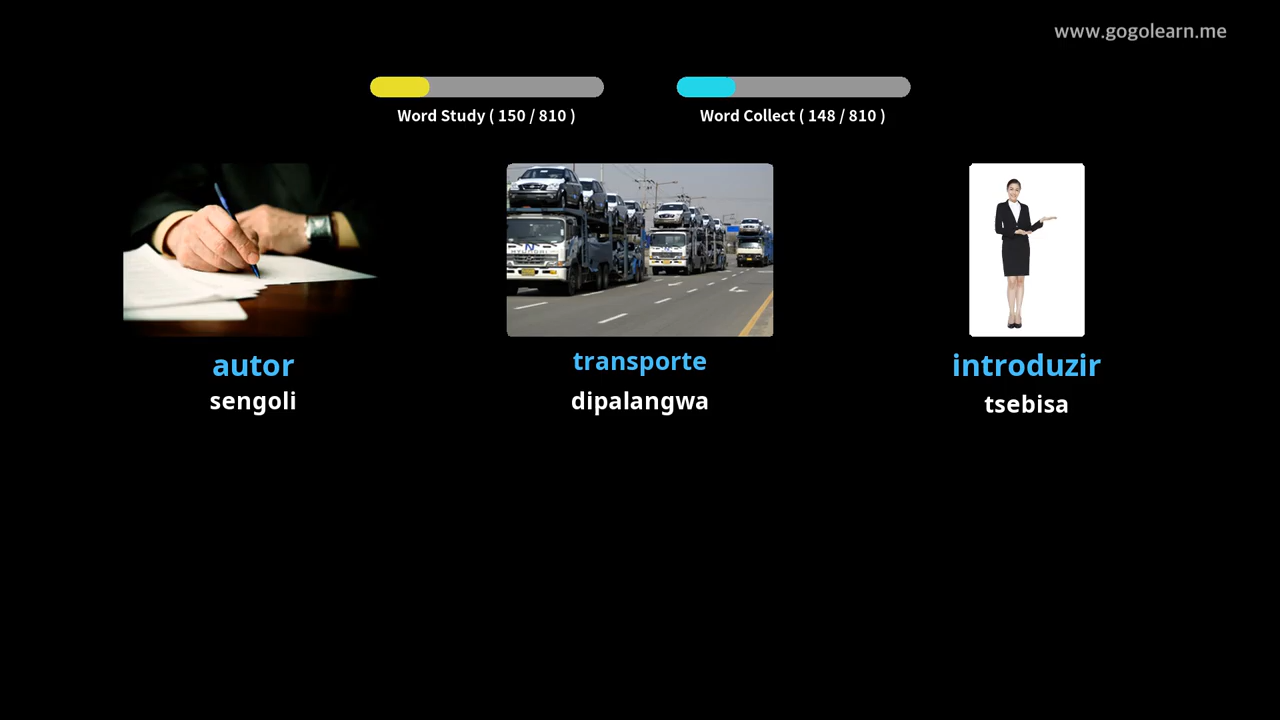 www.gogolearn.me
Word Study ( 150 / 810 )
Word Collect ( 148 / 810 )
autor
sengoli
transporte
dipalangwa
introduzir
tsebisa